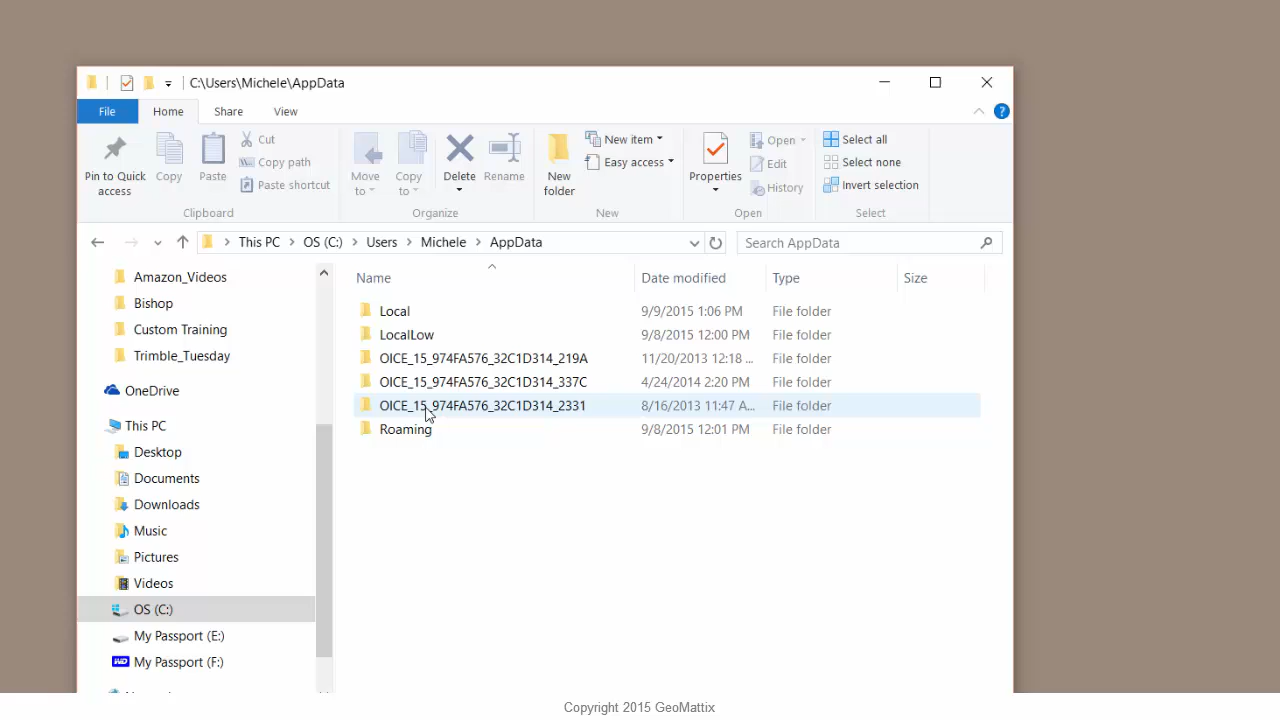 C:\Users\Michele\AppData
File Home Share View
Pin to Quick access
Copy
Paste
Cut
Copy path
Paste shortcut
Clipboard
Move to
Copy to
Delete
Rename
Organize
New folder
New item
Easy access
New
Properties
Open
Edit
History
Open
Select all
Select none
Invert selection
Select
This PC > OS (C:) > Users > Michele > AppData
Search AppData
Amazon_Videos
Bishop
Custom Training
Trimble_Tuesday
OneDrive
This PC
Desktop
Documents
Downloads
Music
Pictures
Videos
OS (C:)
My Passport (E:)
WD My Passport (F:)
Name Date modified Type Size
Local 9/9/2015 1:06 PM File folder
LocalLow 9/8/2015 12:00 PM File folder
OICE_15_974FA576_32C1D314_219A 11/20/2013 12:18 ... File folder
OICE_15_974FA576_32C1D314_337C 4/24/2014 2:20 PM File folder
OICE_15_974FA576_32C1D314_2331 8/16/2013 11:47 A... File folder
Roaming 9/8/2015 12:01 PM File folder
Copyright 2015 GeoMattix